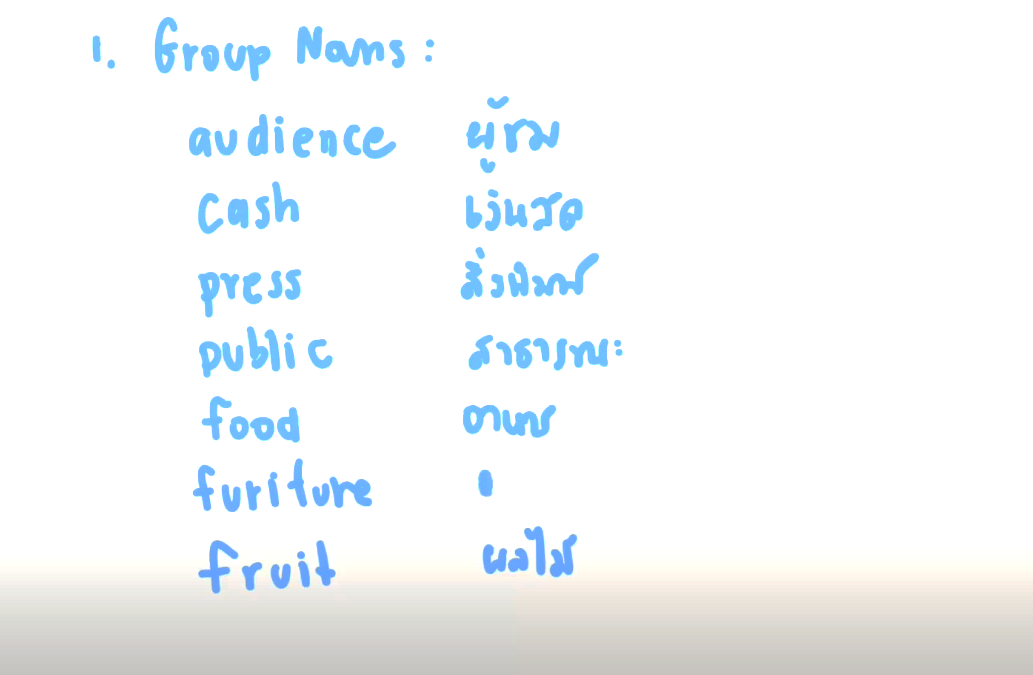 1. Group Nans :
audience ผู้ชม
cash เงินสด
press สิ่งพิมพ์
public สาธารณะ
food อาหาร
furiture
fruit ผลไม้